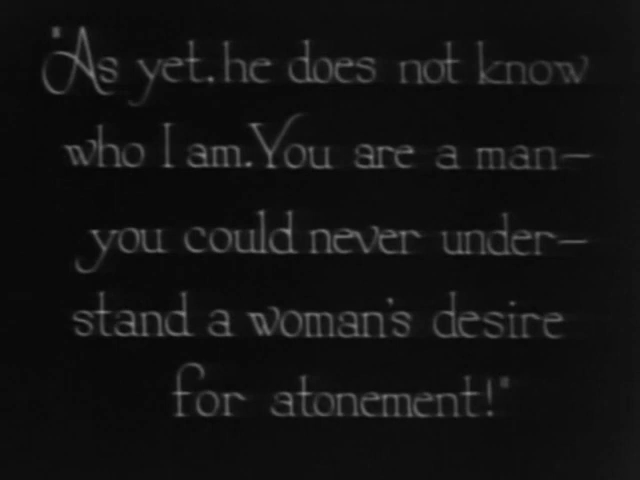 "As yet, he does not know
who I am. You are a man—
you could never under—
stand a woman's desire
for atonement!"